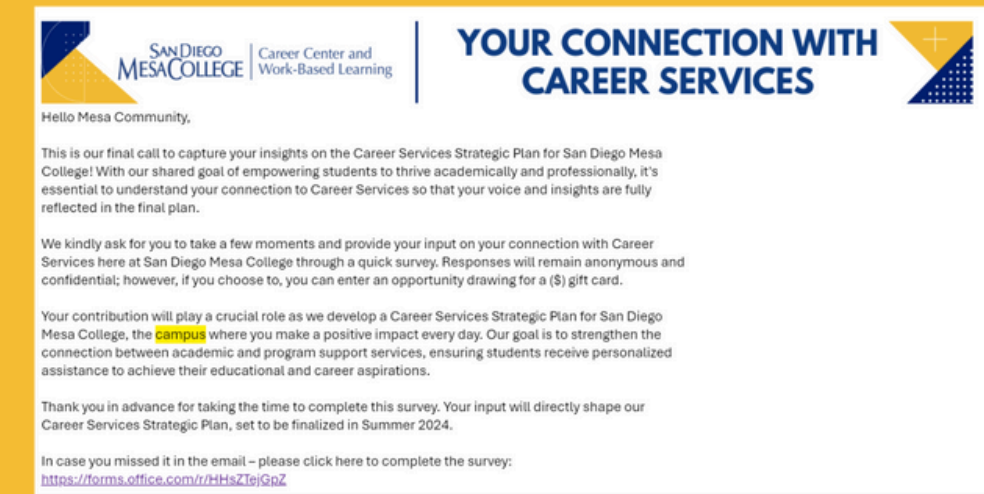 SAN DIEGO
MESA COLLEGE
Career Center and
Work-Based Learning
YOUR CONNECTION WITH
CAREER SERVICES
Hello Mesa Community,
This is our final call to capture your insights on the Career Services Strategic Plan for San Diego Mesa
College! With our shared goal of empowering students to thrive academically and professionally, it's
essential to understand your connection to Career Services so that your voice and insights are fully
reflected in the final plan.
We kindly ask for you to take a few moments and provide your input on your connection with Career
Services here at San Diego Mesa College through a quick survey. Responses will remain anonymous and
confidential; however, if you choose to, you can enter an opportunity drawing for a ($) gift card.
Your contribution will play a crucial role as we develop a Career Services Strategic Plan for San Diego
Mesa College, the campus where you make a positive impact every day. Our goal is to strengthen the
connection between academic and program support services, ensuring students receive personalized
assistance to achieve their educational and career aspirations.
Thank you in advance for taking the time to complete this survey. Your input will directly shape our
Career Services Strategic Plan, set to be finalized in Summer 2024.
In case you missed it in the email – please click here to complete the survey:
https://forms.office.com/r/HHsZTejGpZ